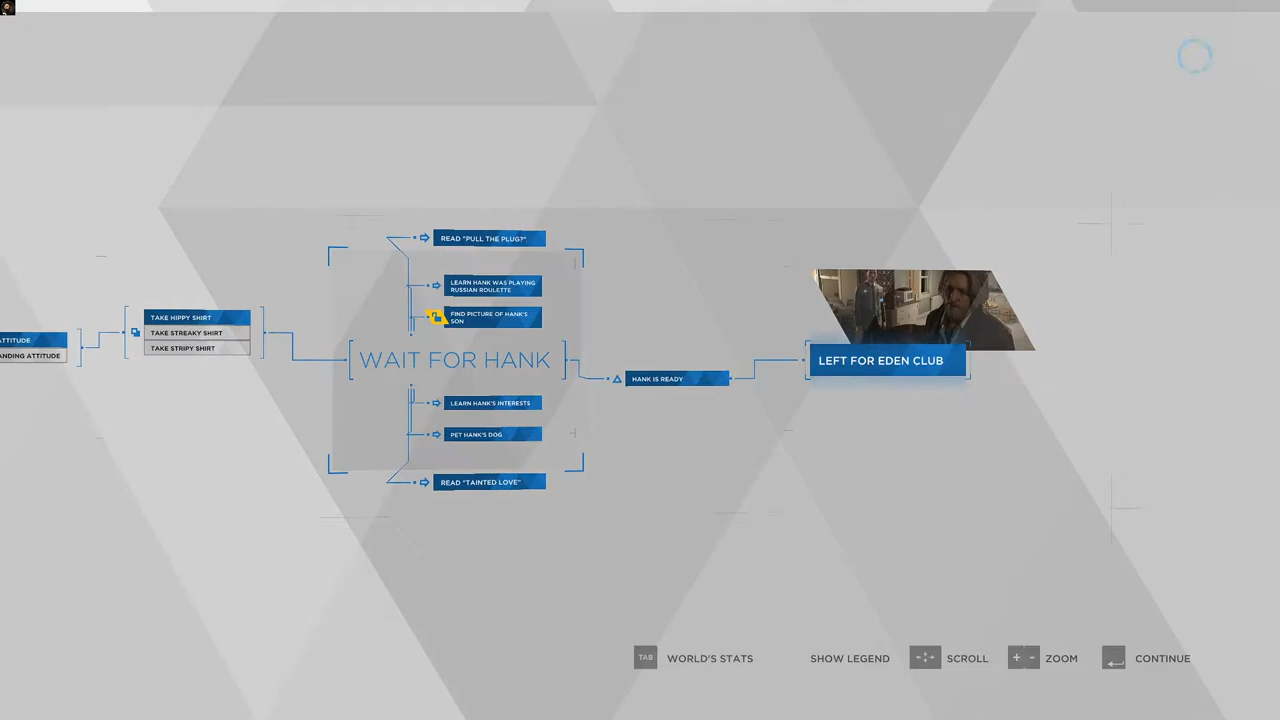 ATTITUDE
ANDING ATTITUDE
TAKE HIPPY SHIRT
TAKE STREAKY SHIRT
TAKE STRIPY SHIRT
READ "PULL THE PLUG?"
LEARN HANK WAS PLAYING
RUSSIAN ROULETTE
FIND PICTURE OF HANK'S
SON
WAIT FOR HANK
LEARN HANK'S INTERESTS
PET HANK'S DOG
READ "TAINTED LOVE"
HANK IS READY
LEFT FOR EDEN CLUB
TAB WORLD'S STATS SHOW LEGEND SCROLL + - ZOOM CONTINUE